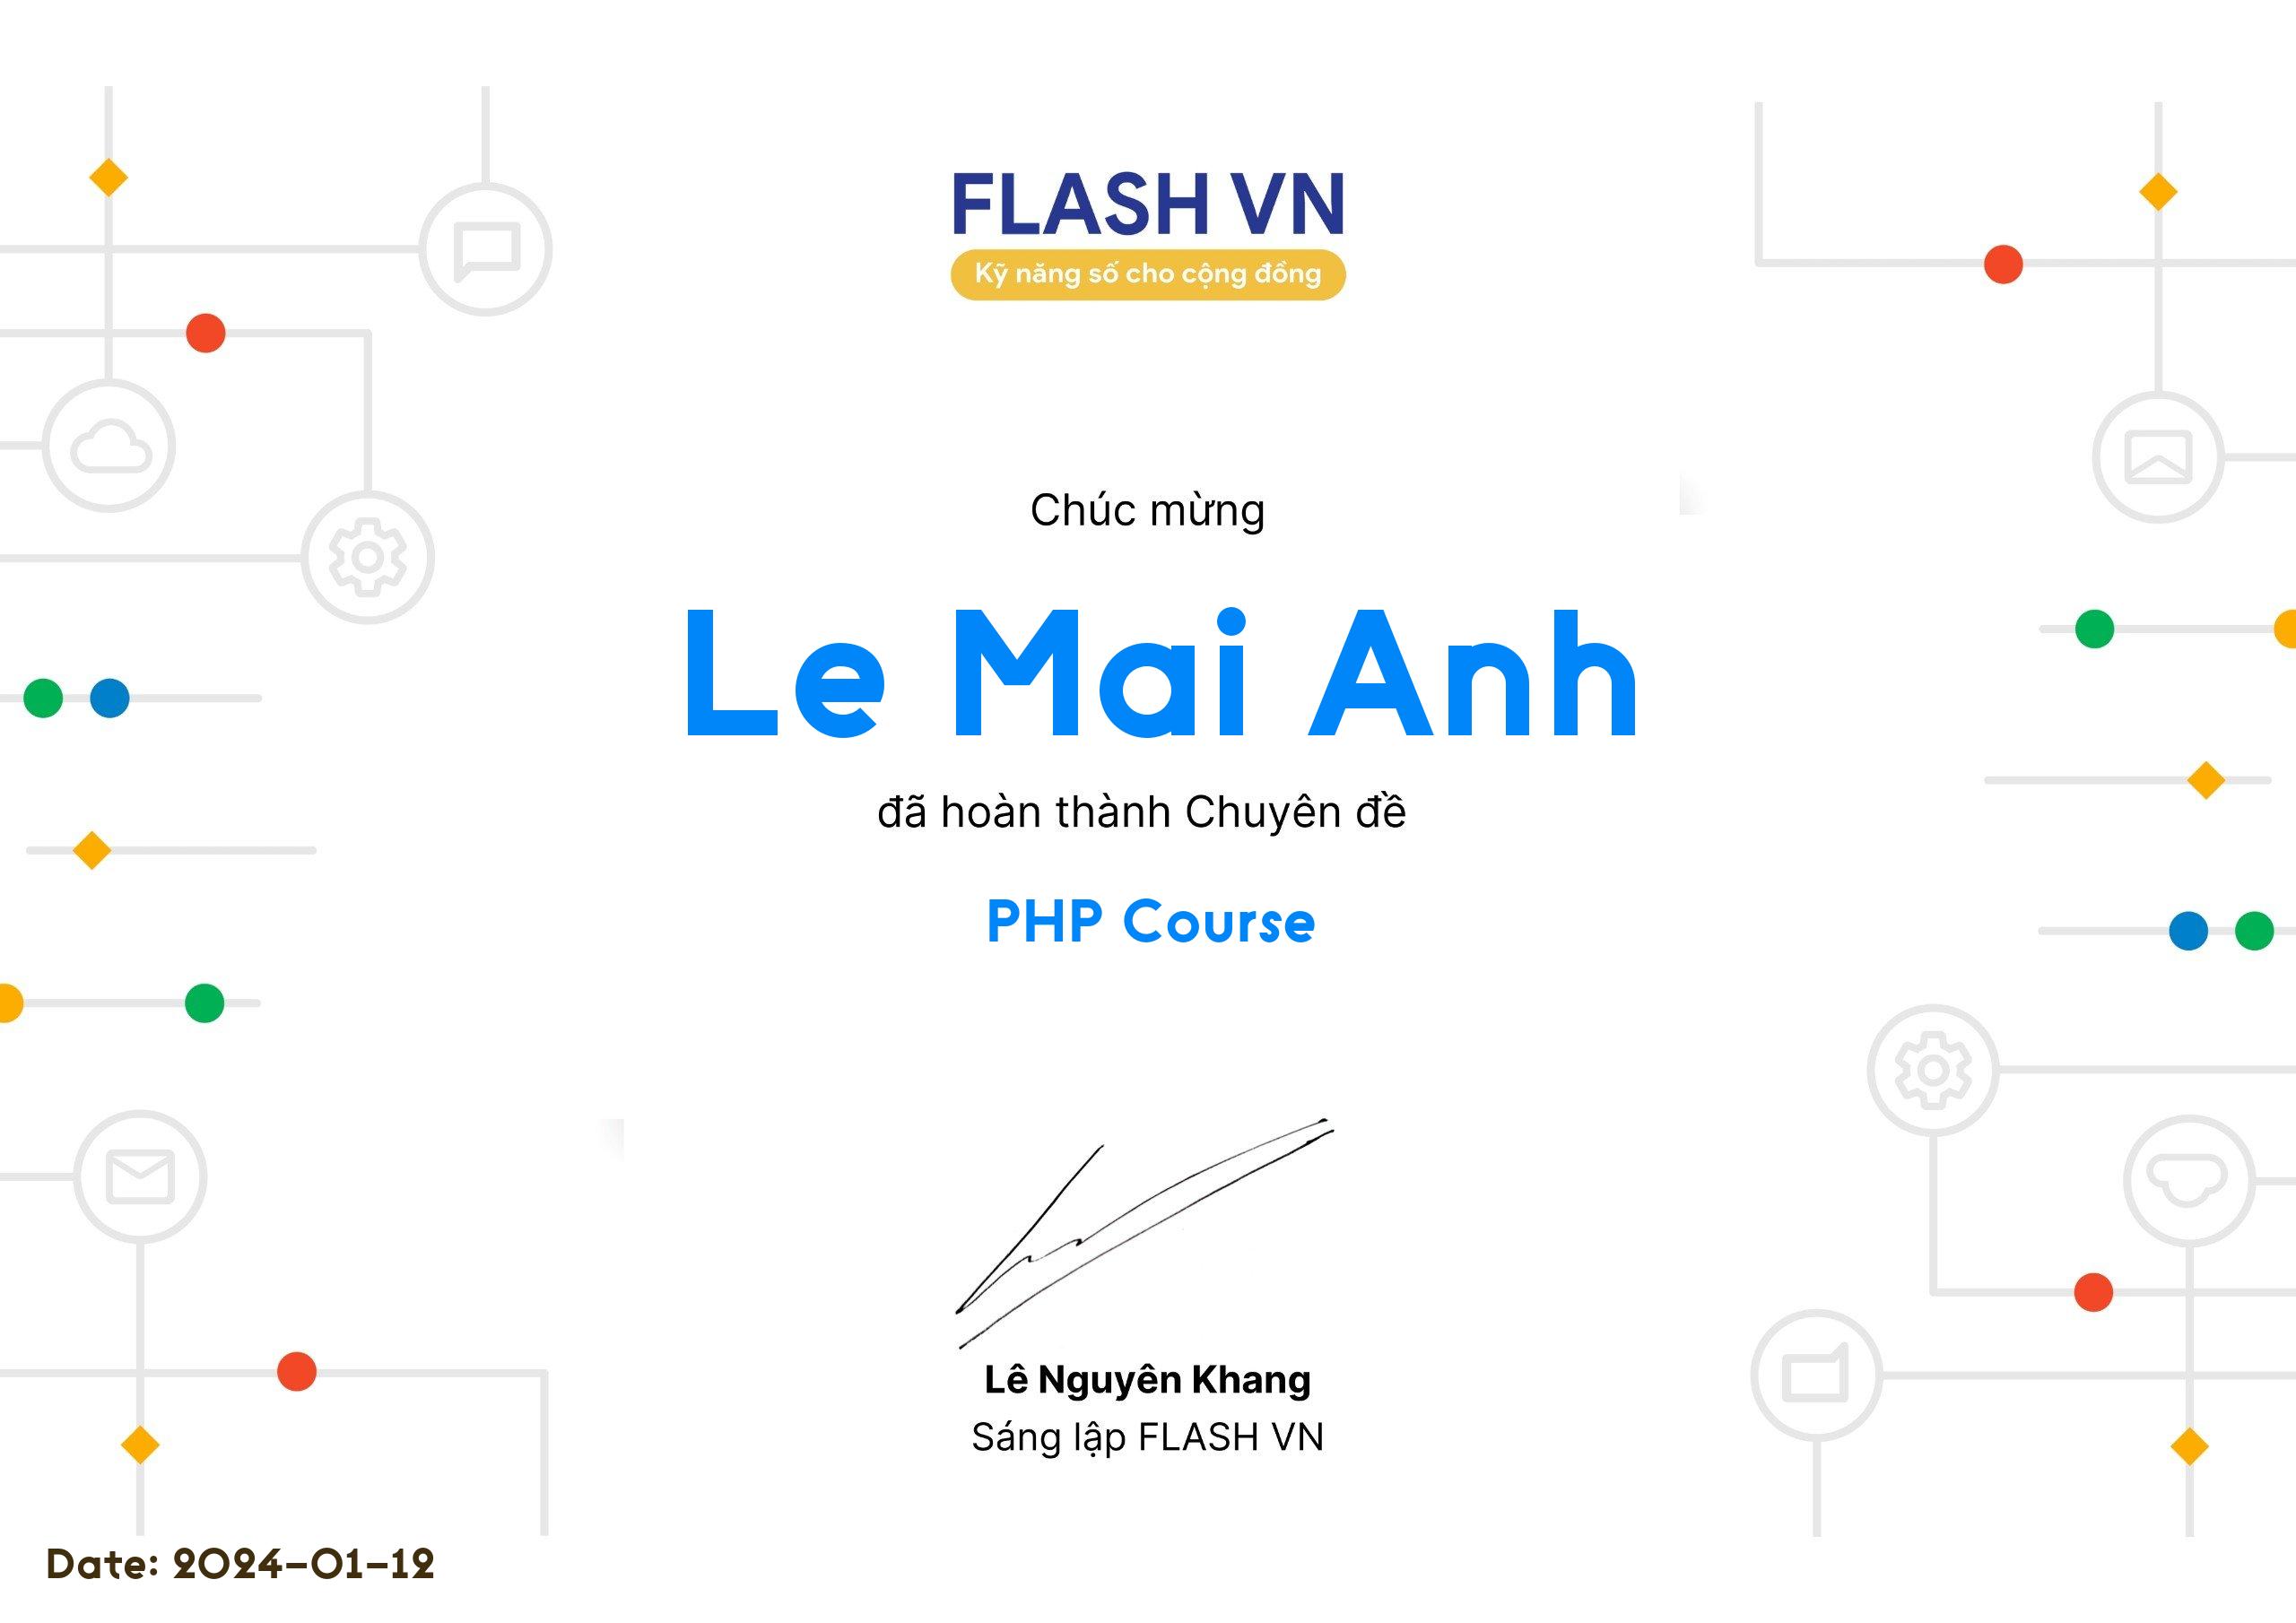 FLASH VN
Kỹ năng số cho cộng đồng
Chúc mừng
Le Mai Anh
đã hoàn thành Chuyên đề
PHP Course
Lê Nguyên Khang
Sáng lập FLASH VN
Date: 2024-01-12